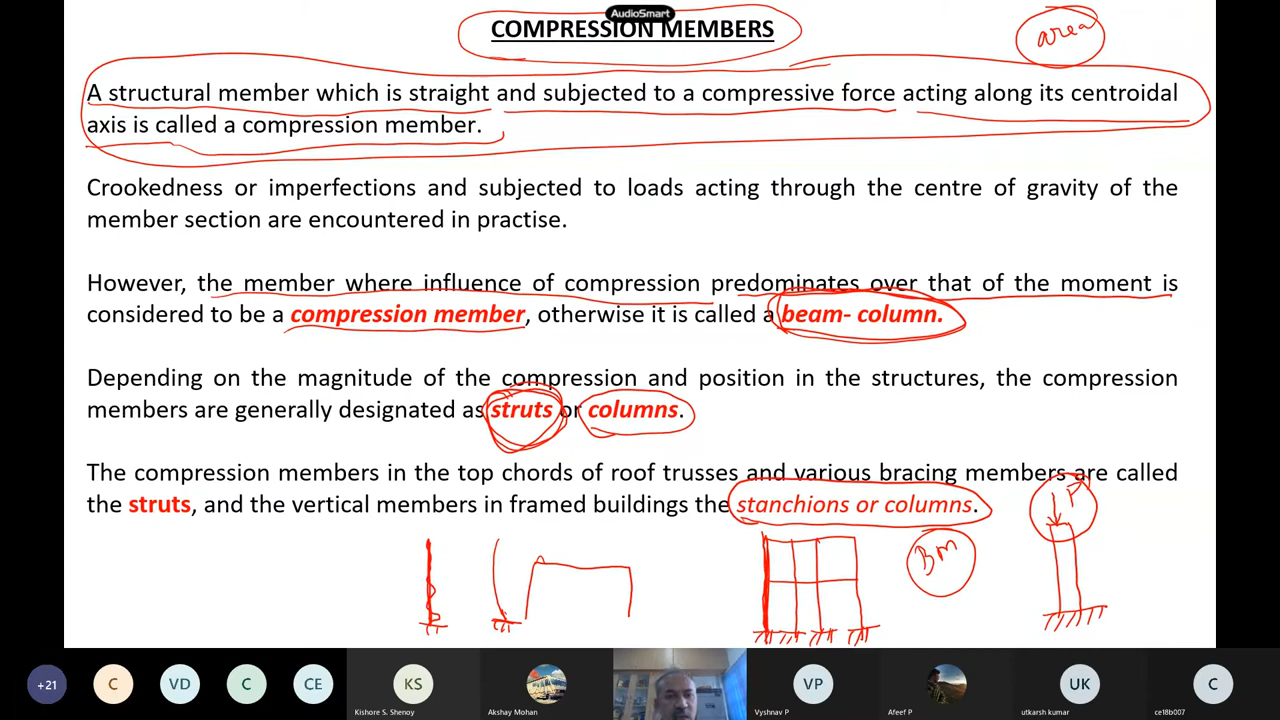 AudioSmart
COMPRESSION MEMBERS
area
A structural member which is straight and subjected to a compressive force acting along its centroidal
axis is called a compression member.
Crookedness or imperfections and subjected to loads acting through the centre of gravity of the
member section are encountered in practise.
However, the member where influence of compression predominates over that of the moment is
considered to be a compression member, otherwise it is called a beam- column.
Depending on the magnitude of the compression and position in the structures, the compression
members are generally designated as struts or columns.
The compression members in the top chords of roof trusses and various bracing members are called
the struts, and the vertical members in framed buildings the stanchions or columns.
P
BM
+21
C
VD
C
CE
KS
VP
UK
C
Kishore S. Shenoy
Akshay Mohan
Vyshnav P
Afeef P
utkarsh kumar
ce18b007